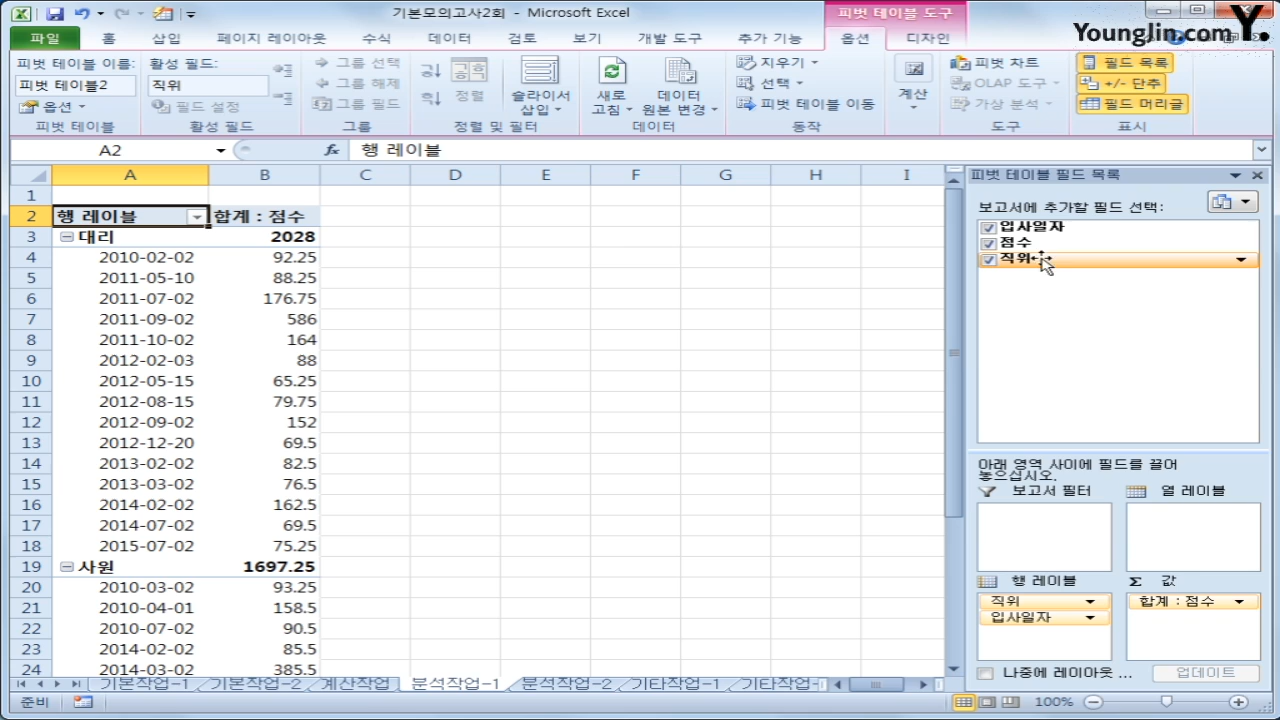 기본모의고사2회 - Microsoft Excel
피벗 테이블 도구
Younglin.com Y.
파일 홈 삽입 페이지 레이아웃 수식 데이터 검토 보기 개발 도구 추가 기능 옵션 디자인
피벗 테이블 이름:
피벗 테이블2
옵션
피벗 테이블
활성 필드:
직위
필드 설정
활성 필드
그룹 선택
그룹 해제
그룹 필드
그룹
정렬
슬라이서
삽입
정렬 및 필터
새로
고침
데이터
원본 변경
데이터
지우기
선택
피벗 테이블 이동
동작
계산
피벗 차트
OLAP 도구
가상 분석
도구
필드 목록
+/- 단추
필드 머리글
표시
A2 fx 행 레이블
A B C D E F G H I
1
2 행 레이블 합계 : 점수
3 대리 2028
4 2010-02-02 92.25
5 2011-05-10 88.25
6 2011-07-02 176.75
7 2011-09-02 586
8 2011-10-02 164
9 2012-02-03 88
10 2012-05-15 65.25
11 2012-08-15 79.75
12 2012-09-02 152
13 2012-12-20 69.5
14 2013-02-02 82.5
15 2013-03-02 76.5
16 2014-02-02 162.5
17 2014-07-02 69.5
18 2015-07-02 75.25
19 사원 1697.25
20 2010-03-02 93.25
21 2010-04-01 158.5
22 2010-07-02 90.5
23 2014-02-02 85.5
24 2014-03-02 385.5
피벗 테이블 필드 목록
보고서에 추가할 필드 선택:
입사일자
점수
직위
아래 영역 사이에 필드를 끌어
놓으십시오.
보고서 필터 열 레이블
행 레이블 Σ 값
직위 합계 : 점수
입사일자
나중에 레이아웃 ... 업데이트
기본작업-1 기본작업-2 계산작업 분석작업-1 분석작업-2 기타작업-1 기타작업-
준비 100%